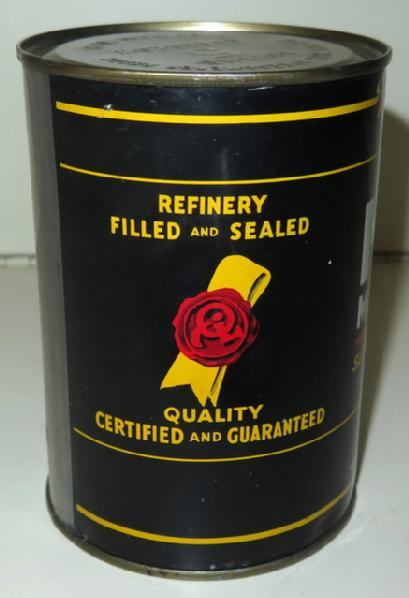 REFINERY
FILLED AND SEALED
QUALITY
CERTIFIED AND GUARANTEED